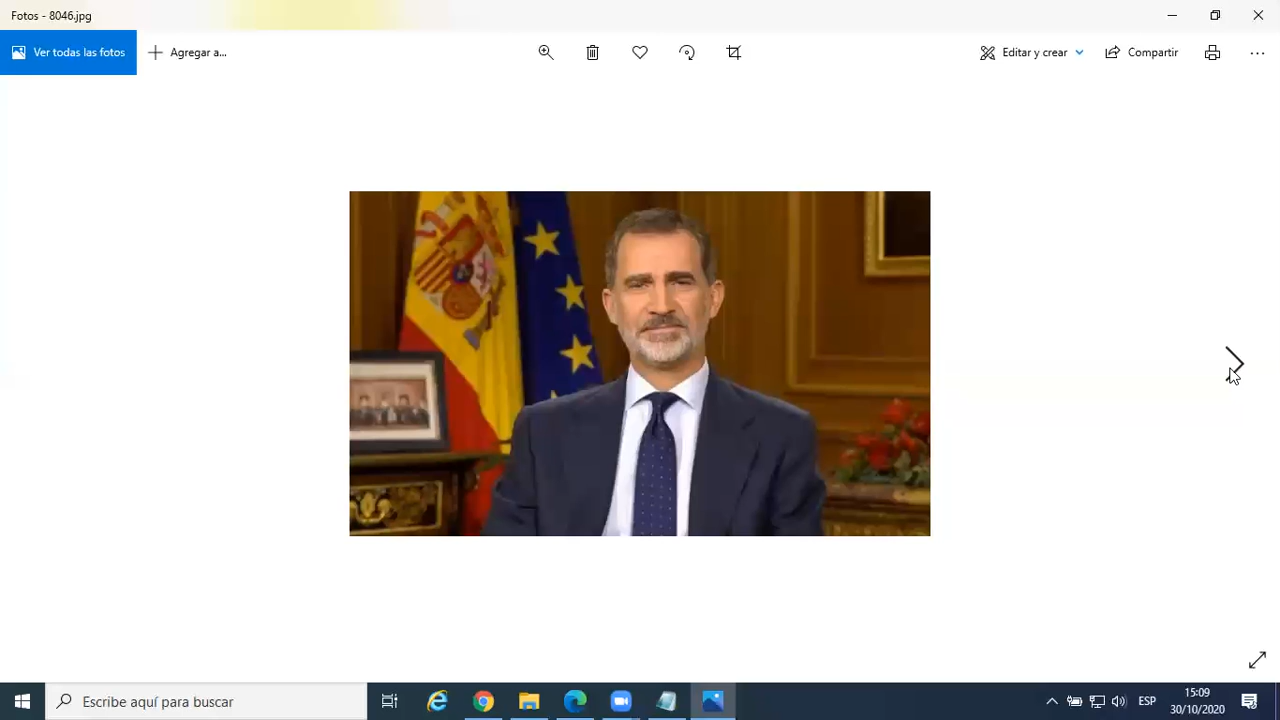 Fotos - 8046.jpg
Ver todas las fotos
Agregar a...
Editar y crear
Compartir
Escribe aquí para buscar
ESP
15:09
30/10/2020